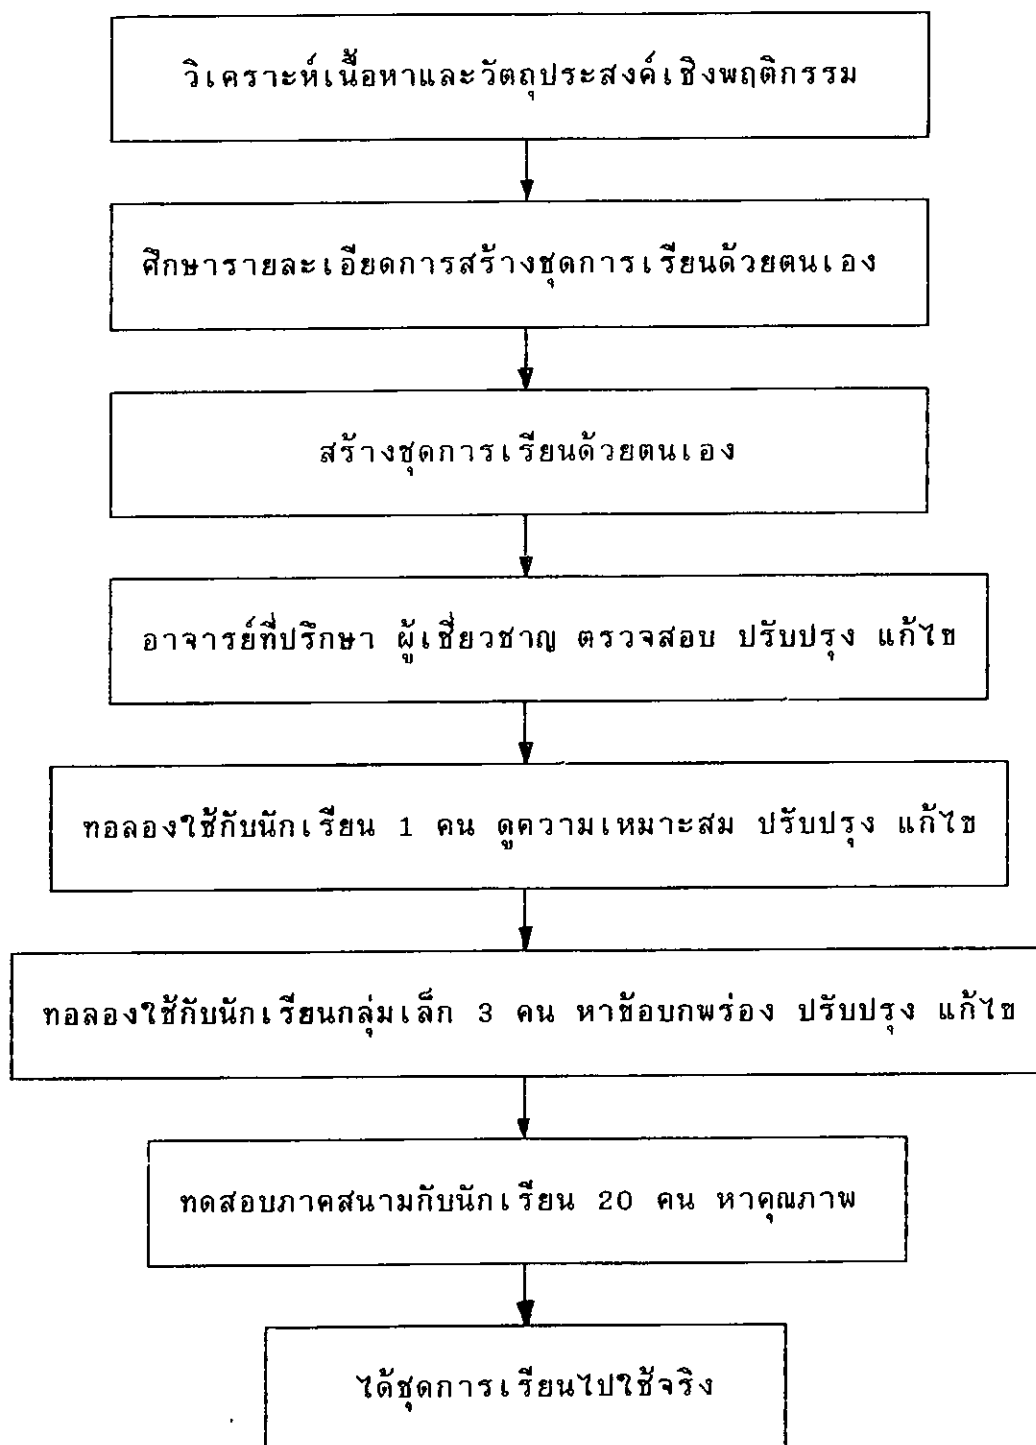 วิเคราะห์เนื้อหาและวัตถุประสงค์เชิงพฤติกรรม
ศึกษารายละเอียดการสร้างชุดการเรียนด้วยตนเอง
สร้างชุดการเรียนด้วยตนเอง
อาจารย์ที่ปรึกษา ผู้เชี่ยวชาญ ตรวจสอบ ปรับปรุง แก้ไข
ทอลองใช้กับนักเรียน 1 คน ดูความเหมาะสม ปรับปรุง แก้ไข
ทอลองใช้กับนักเรียนกลุ่มเล็ก 3 คน หาข้อบกพร่อง ปรับปรุง แก้ไข
ทดสอบภาคสนามกับนักเรียน 20 คน หาคุณภาพ
ได้ชุดการเรียนไปใช้จริง